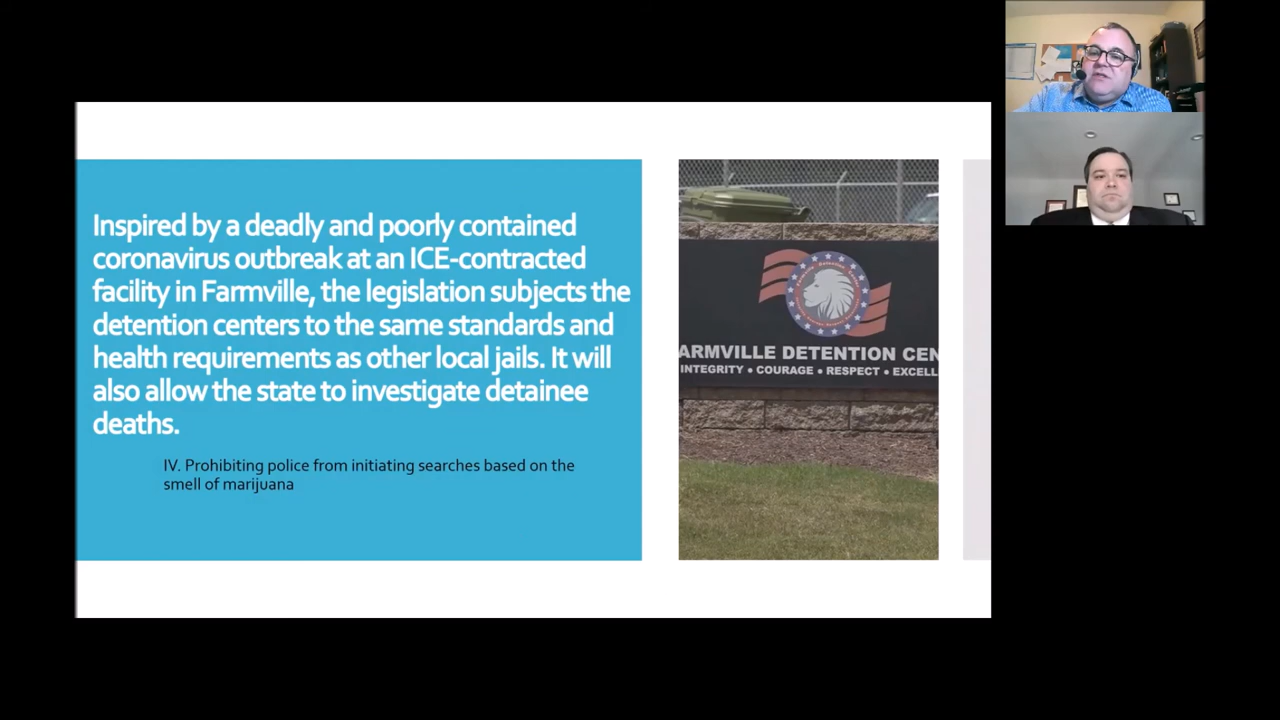 Inspired by a deadly and poorly contained
coronavirus outbreak at an ICE-contracted
facility in Farmville, the legislation subjects the
detention centers to the same standards and
health requirements as other local jails. It will
also allow the state to investigate detainee
deaths.
IV. Prohibiting police from initiating searches based on the
smell of marijuana
ARMVILLE DETENTION CEN
INTEGRITY • COURAGE • RESPECT • EXCELL